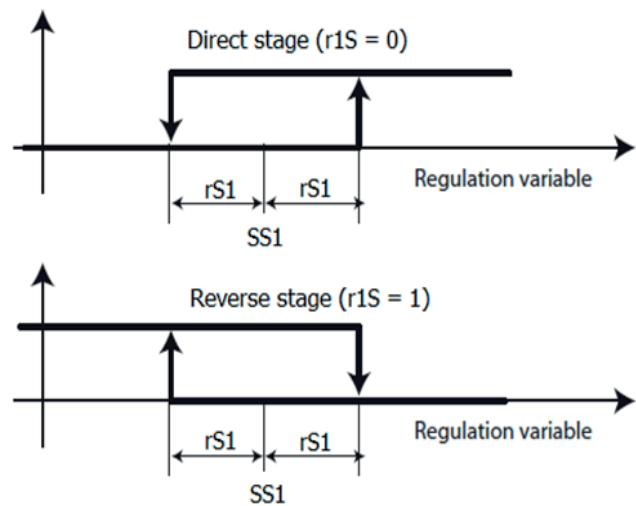 Direct stage (r1S = 0)
Regulation variable
rS1 rS1
SS1
Reverse stage (r1S = 1)
Regulation variable
rS1 rS1
SS1